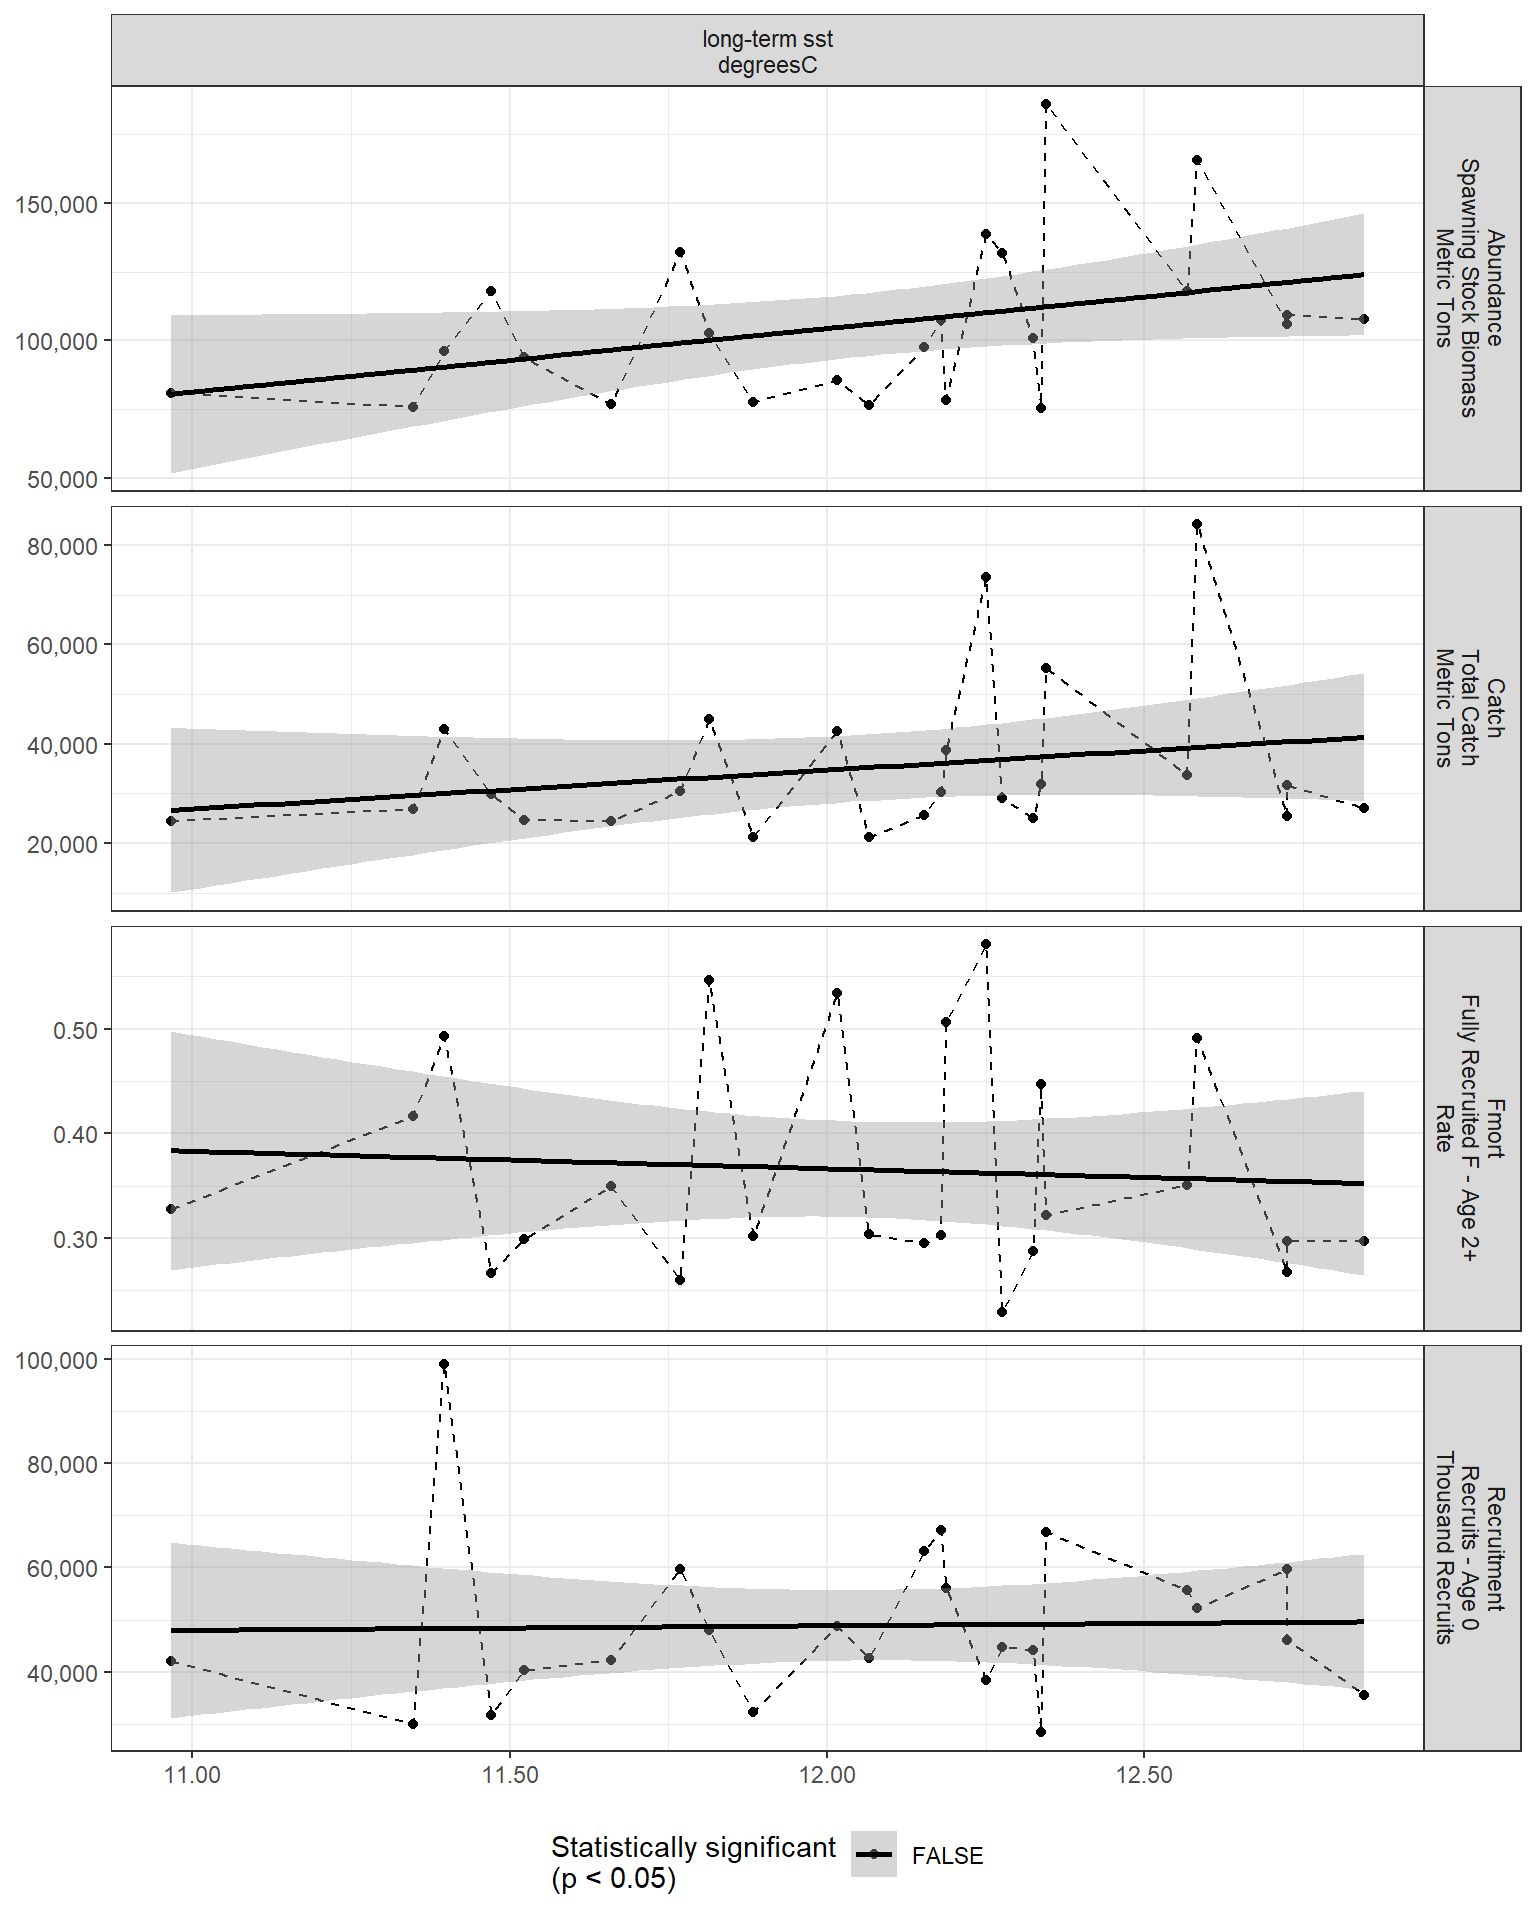 long-term sst
degreesC
150,000
100,000
50,000
Abundance
Spawning Stock Biomass
Metric Tons
80,000
60,000
40,000
20,000
Catch
Total Catch
Metric Tons
0.50
0.40
0.30
Fmort
Fully Recruited F - Age 2+
Rate
100,000
80,000
60,000
40,000
Recruitment
Recruits - Age 0
Thousand Recruits
11.00 11.50 12.00 12.50
Statistically significant
(p < 0.05)
FALSE